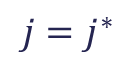 j = j*